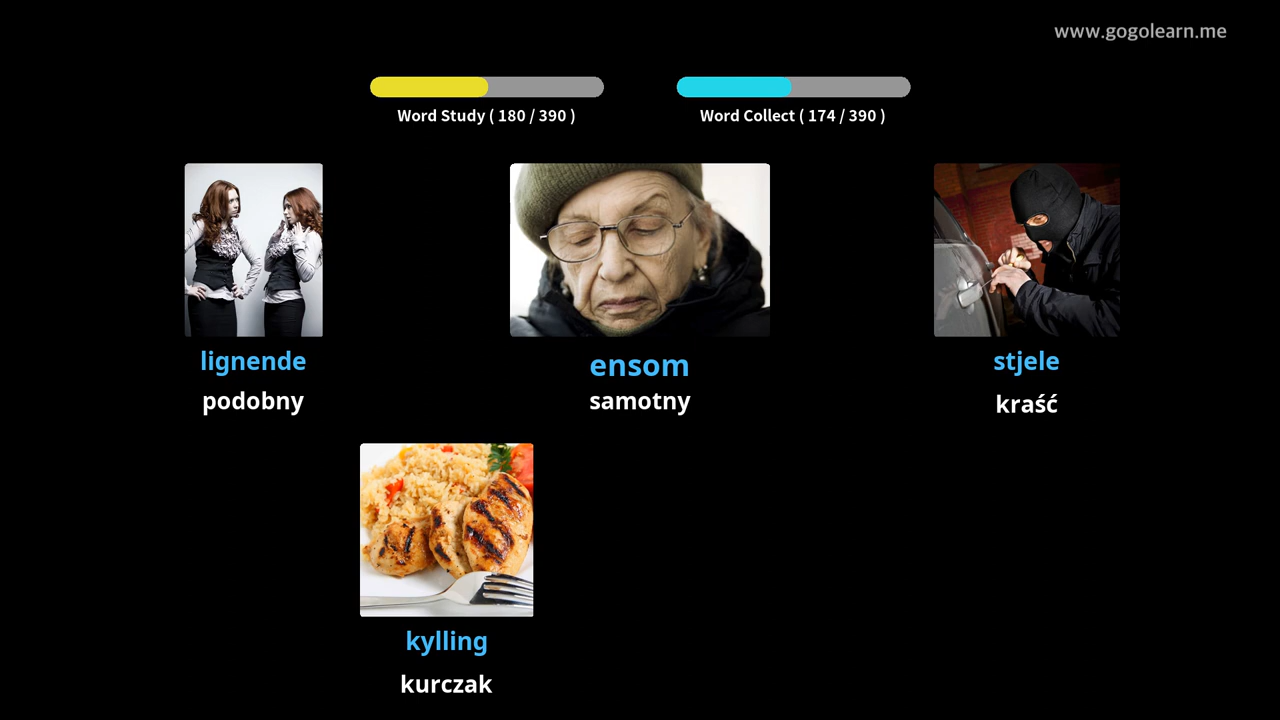 www.gogolearn.me
Word Study ( 180 / 390 )
Word Collect ( 174 / 390 )
lignende
podobny
ensom
samotny
stjele
kraść
kylling
kurczak